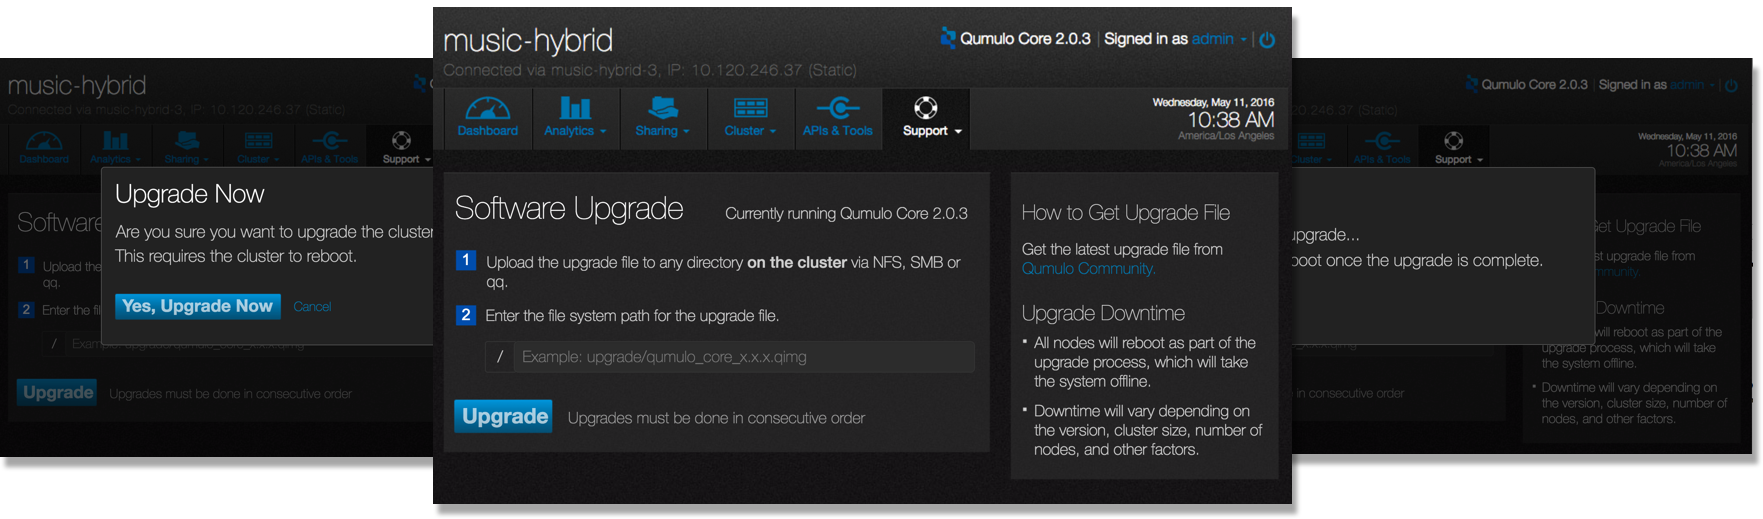 music-hybrid
Connected via music-hybrid-3, IP: 10.120.246.37 (Static)
Dashboard
Analytics
Sharing
Cluster
APIs & Tools
Support
Upgrade Now
Are you sure you want to upgrade the cluster
This requires the cluster to reboot.
Yes, Upgrade Now
Cancel
Software
1 Upload the
qq.
2 Enter the fil
/
Upgrade
Upgrades must be done in consecutive order
music-hybrid
Qumulo Core 2.0.3 | Signed in as admin
Connected via music-hybrid-3, IP: 10.120.246.37 (Static)
Dashboard
Analytics
Sharing
Cluster
APIs & Tools
Support
Wednesday, May 11, 2016
10:38 AM
America/Los Angeles
Software Upgrade
Currently running Qumulo Core 2.0.3
1 Upload the upgrade file to any directory on the cluster via NFS, SMB or
qq.
2 Enter the file system path for the upgrade file.
/ Example: upgrade/qumulo_core_x.x.x.qimg
Upgrade
Upgrades must be done in consecutive order
How to Get Upgrade File
Get the latest upgrade file from
Qumulo Community.
Upgrade Downtime
• All nodes will reboot as part of the
upgrade process, which will take
the system offline.
• Downtime will vary depending on
the version, cluster size, number of
nodes, and other factors.
Qumulo Core 2.0.3 | Signed in as admin
0.246.37 (Static)
Cluster
APIs & Tools
Support
Wednesday, May 11, 2016
10:38 AM
America/Los Angeles
upgrade...
boot once the upgrade is complete.
Get Upgrade File
st upgrade file from
mmunity.
Downtime
will reboot as part of the
upgrade process, which will take
the system offline.
• Downtime will vary depending on
the version, cluster size, number of
nodes, and other factors.
in consecutive order